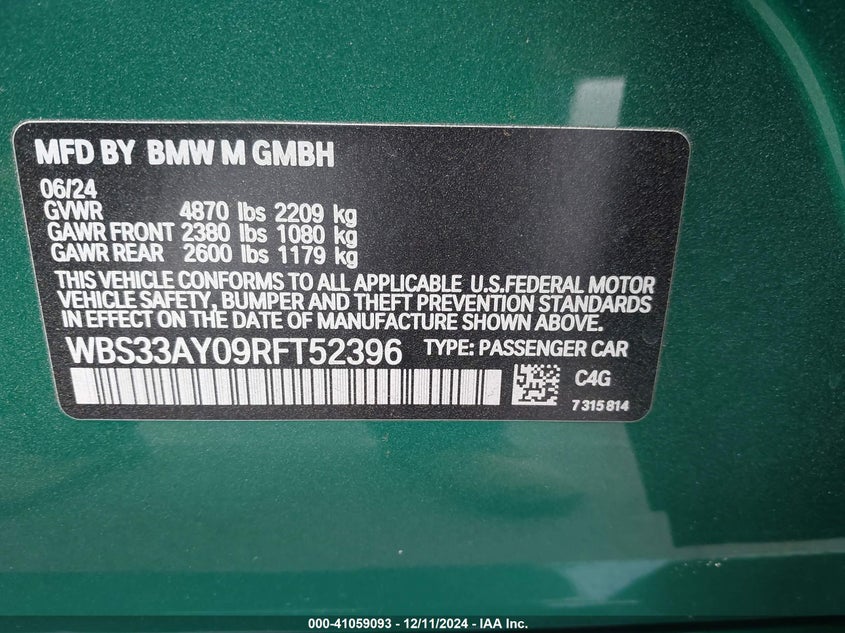 MFD BY BMW M GMBH
06/24
GVWR 4870 lbs 2209 kg
GAWR FRONT 2380 lbs 1080 kg
GAWR REAR 2600 lbs 1179 kg
THIS VEHICLE CONFORMS TO ALL APPLICABLE U.S.FEDERAL MOTOR
VEHICLE SAFETY, BUMPER AND THEFT PREVENTION STANDARDS
IN EFFECT ON THE DATE OF MANUFACTURE SHOWN ABOVE.
WBS33AY09RFT52396 TYPE: PASSENGER CAR
C4G
7 315 814
000-41059093 - 12/11/2024 - IAA Inc.